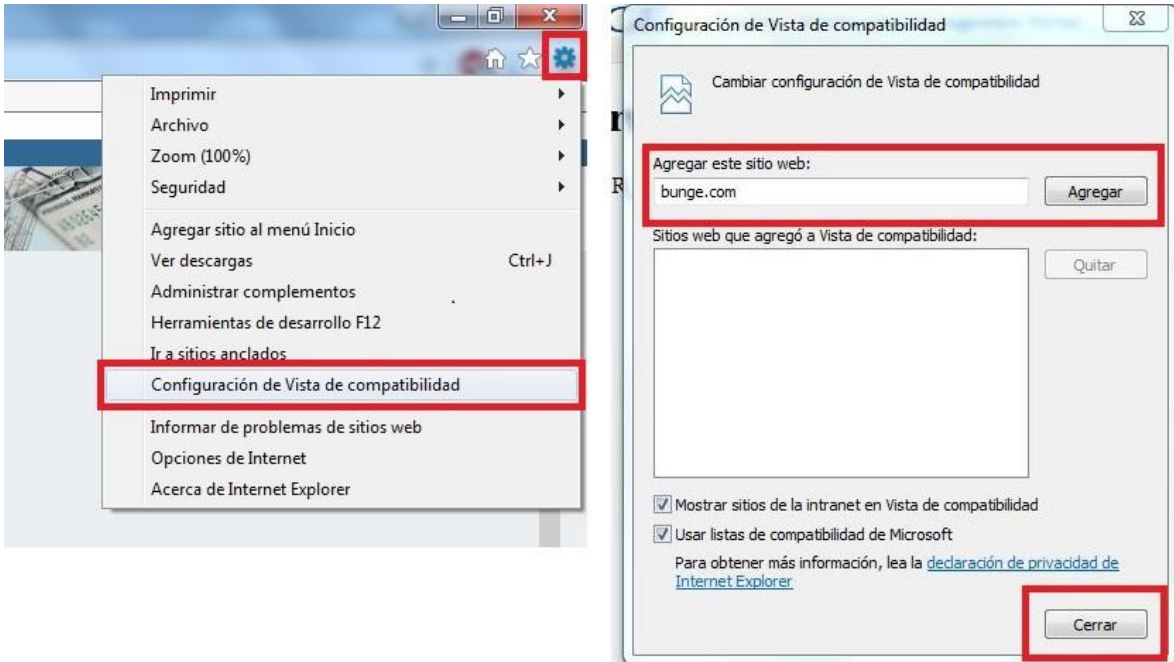 Imprimir
Archivo
Zoom (100%)
Seguridad
Agregar sitio al menú Inicio
Ver descargas Ctrl+J
Administrar complementos
Herramientas de desarrollo F12
Ir a sitios anclados
Configuración de Vista de compatibilidad
Informar de problemas de sitios web
Opciones de Internet
Acerca de Internet Explorer
Configuración de Vista de compatibilidad
Cambiar configuración de Vista de compatibilidad
Agregar este sitio web:
bunge.com Agregar
Sitios web que agregó a Vista de compatibilidad:
Quitar
Mostrar sitios de la intranet en Vista de compatibilidad
Usar listas de compatibilidad de Microsoft
Para obtener más información, lea la declaración de privacidad de
Internet Explorer
Cerrar